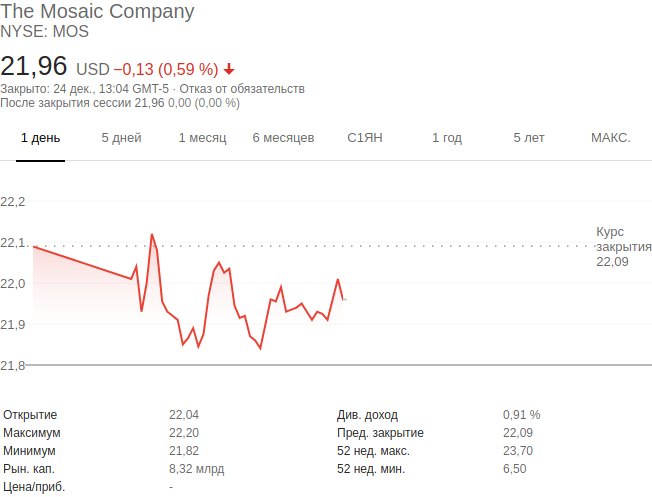 The Mosaic Company
NYSE: MOS
21,96 USD −0,13 (0,59 %)
Закрыто: 24 дек., 13:04 GMT-5 · Отказ от обязательств
После закрытия сессии 21,96 0,00 (0,00 %)
1 день 5 дней 1 месяц 6 месяцев С1ЯН 1 год 5 лет МАКС.
22,2
22,1
22,0
21,9
21,8
Курс
закрытия
22,09
Открытие 22,04 Див. доход 0,91 %
Максимум 22,20 Пред. закрытие 22,09
Минимум 21,82 52 нед. макс. 23,70
Рын. кап. 8,32 млрд 52 нед. мин. 6,50
Цена/приб. -